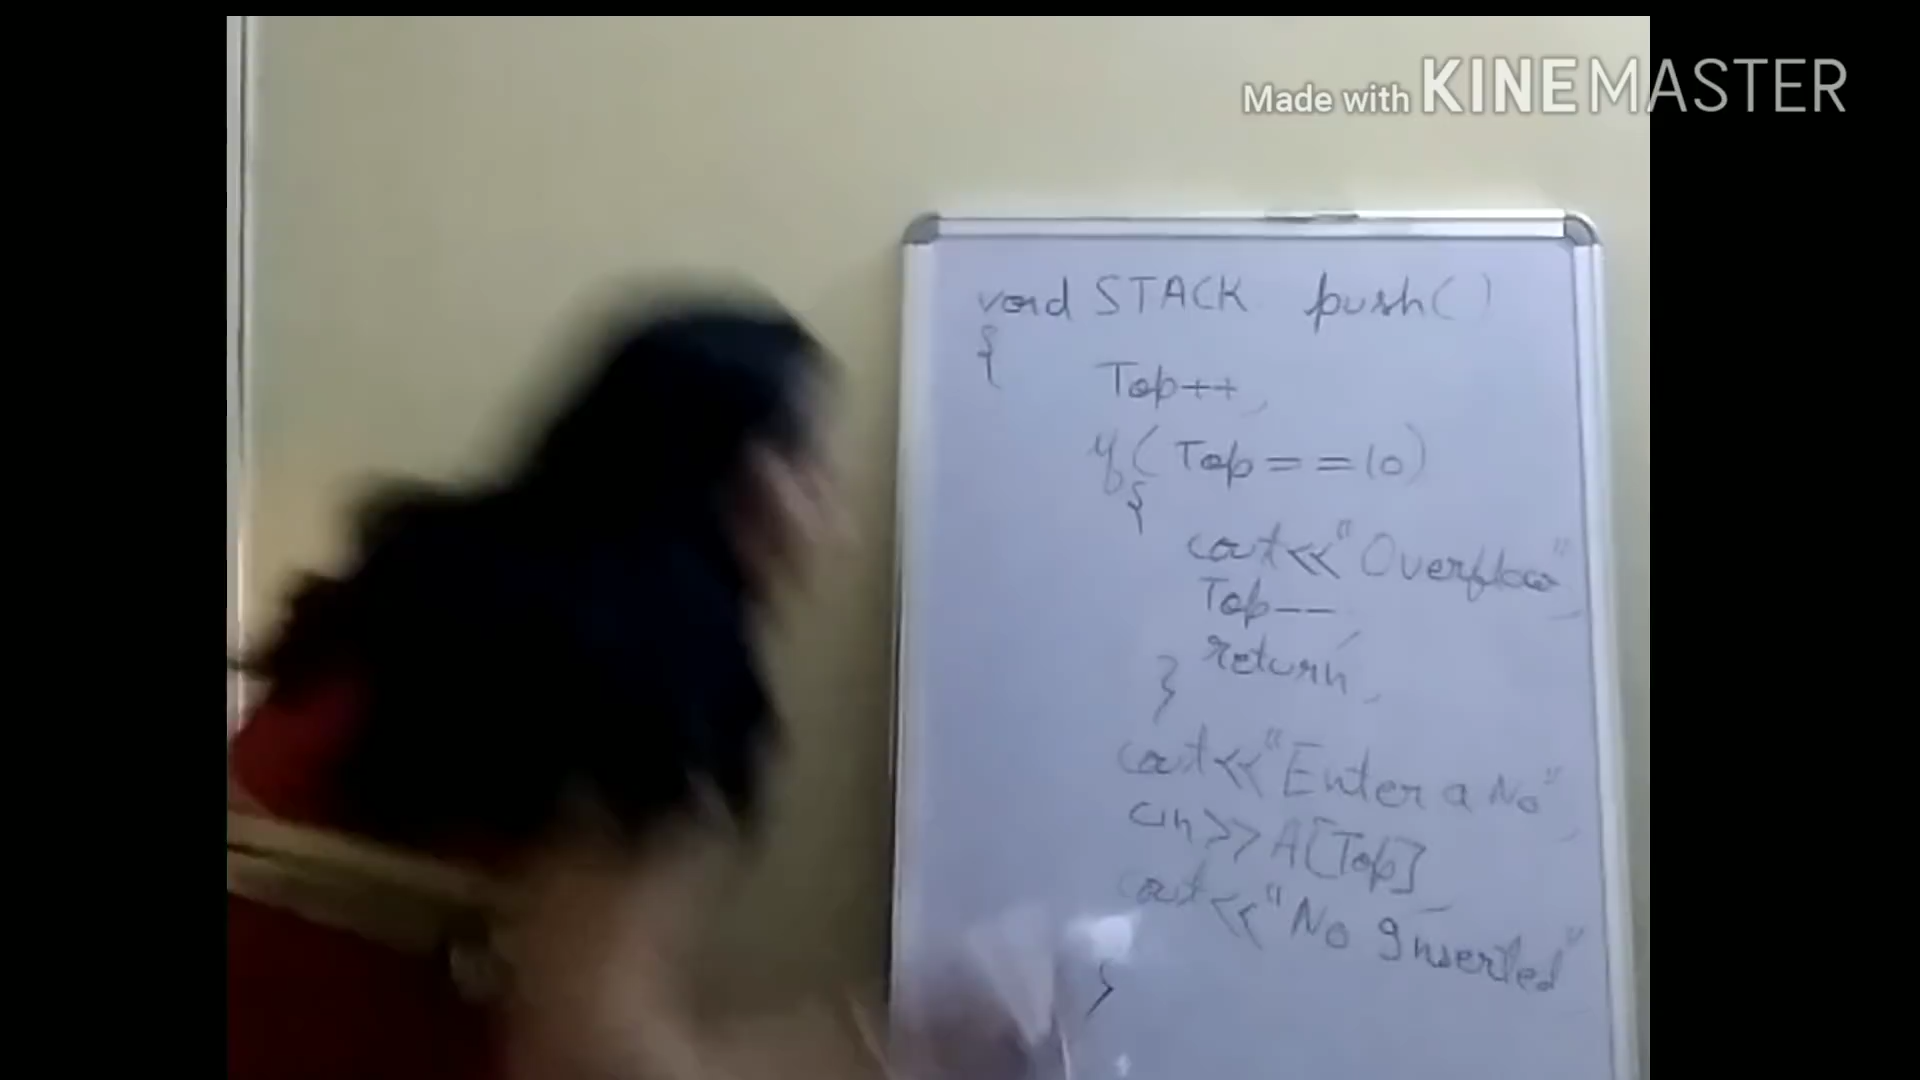 Made with KINEMASTER
void STACK push()
{
Top++;
if(Top==10)
{
cout<<"Overflow";
Top--;
return;
}
cout<<"Enter a No";
cin>>A[Top];
cout<<"No Inserted"
}